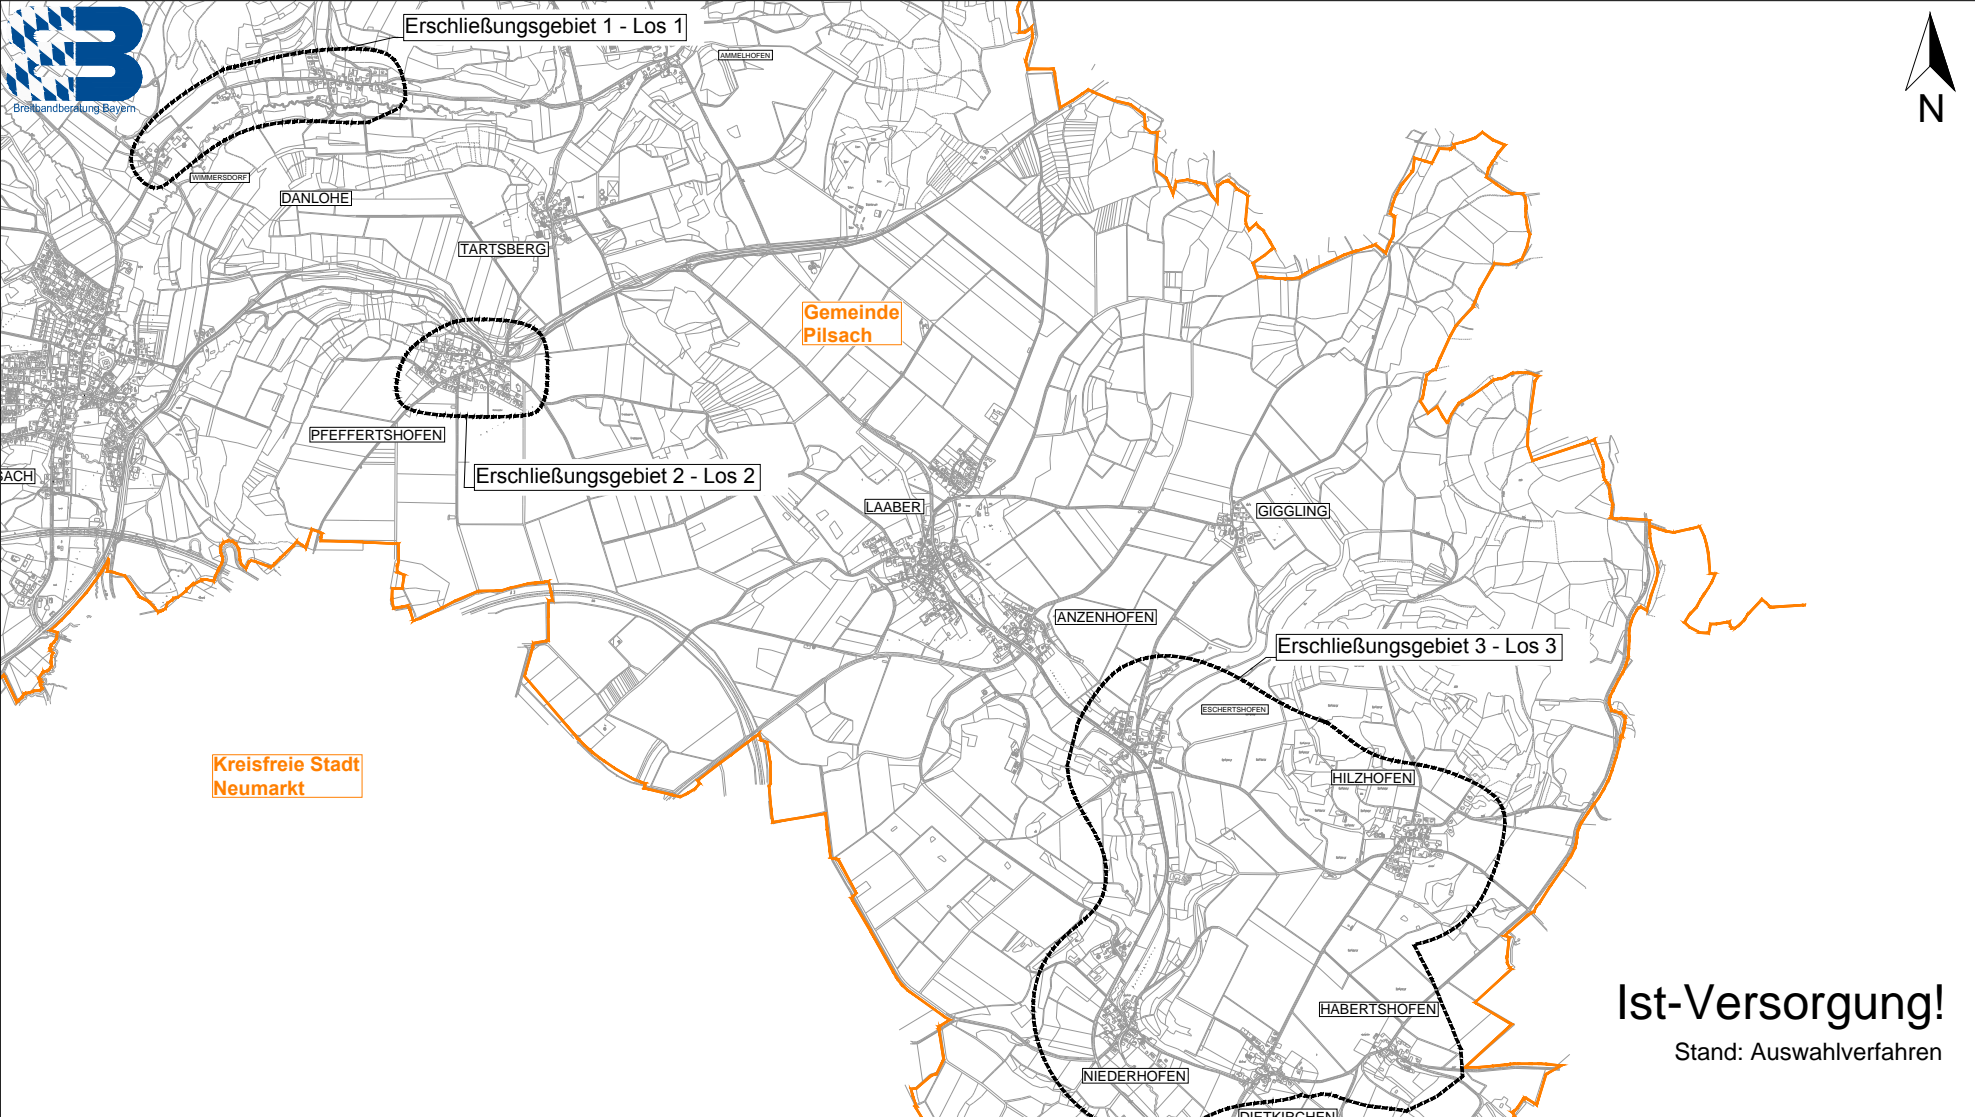 Erschließungsgebiet 1 - Los 1
AMMELHOFEN
N
Breitbandberatung Bayern
WIMMERSDORF
DANLOHE
TARTSBERG
Gemeinde
Pilsach
PFEFFERTSHOFEN
Erschließungsgebiet 2 - Los 2
SACH
LAABER
GIGGLING
ANZENHOFEN
Erschließungsgebiet 3 - Los 3
ESCHERTSHOFEN
Kreisfreie Stadt
Neumarkt
HILZHOFEN
HABERTSHOFEN
Ist-Versorgung!
Stand: Auswahlverfahren
NIEDERHOFEN
DIETKIRCHEN